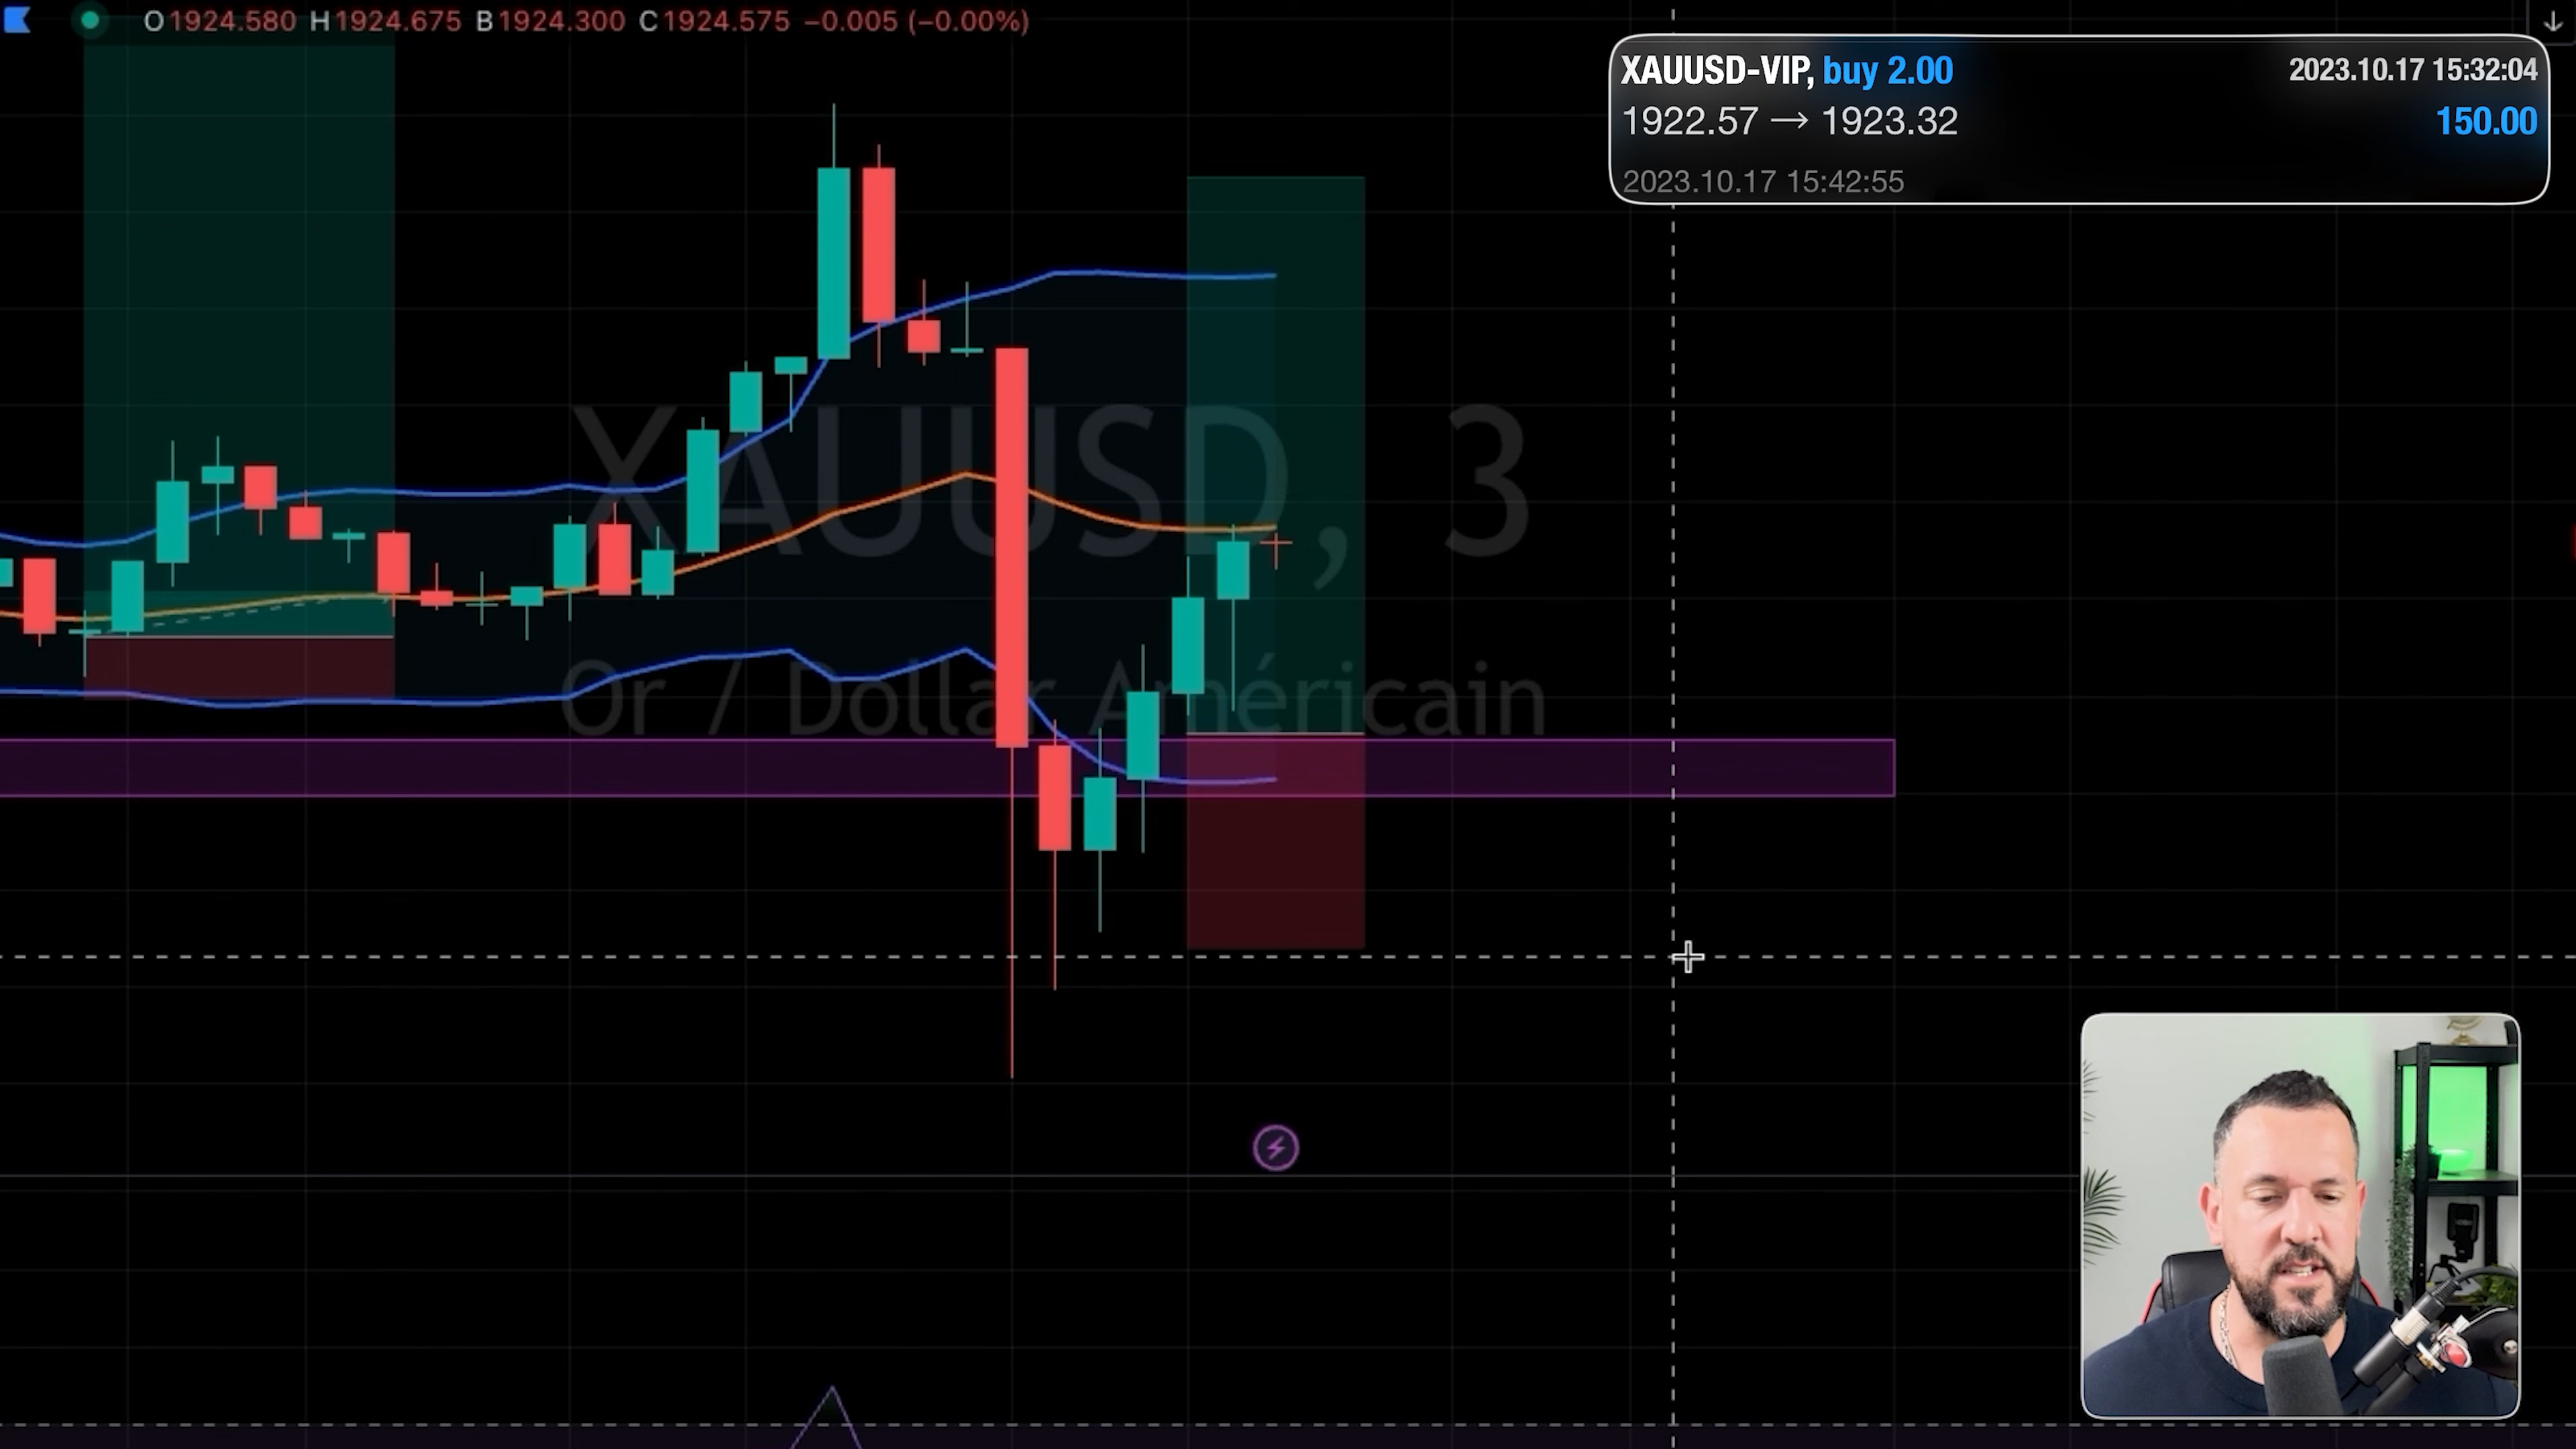 O1924.580 H1924.675 B1924.300 C1924.575 −0.005 (−0.00%)
XAUUSD-VIP, buy 2.00 2023.10.17 15:32:04
1922.57 → 1923.32 150.00
2023.10.17 15:42:55
XAUUSD, 3
Or / Dollar Américain